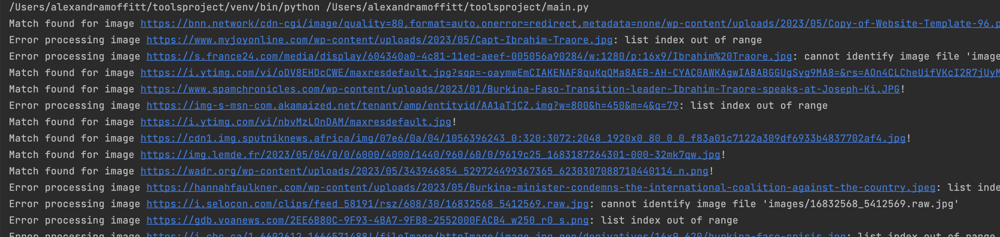 /Users/alexandramoffitt/toolsproject/venv/bin/python /Users/alexandramoffitt/toolsproject/main.py
Match found for image https://bnn.network/cdn-cgi/image/quality=80,format=auto,onerror=redirect,metadata=none/wp-content/uploads/2023/05/Copy-of-Website-Template-96.p
Error processing image https://www.myjoyonline.com/wp-content/uploads/2023/05/Capt-Ibrahim-Traore.jpg: list index out of range
Error processing image https://s.france24.com/media/display/604340a0-4c81-11ed-aeef-005056a90284/w:1280/p:16x9/Ibrahim%20Traore.jpg: cannot identify image file 'image
Match found for image https://i.ytimg.com/vi/oDV8EHDcCWE/maxresdefault.jpg?sqp=-oaymwEmCIAKENAF8quKqQMa8AEB-AH-CYAC0AWKAgwIABABGGUgSyg9MA8=&rs=AOn4CLCheUifVKcI2R7jUyM
Match found for image https://www.spamchronicles.com/wp-content/uploads/2023/01/Burkina-Faso-Transition-leader-Ibrahim-Traore-speaks-at-Joseph-Ki.JPG!
Error processing image https://img-s-msn-com.akamaized.net/tenant/amp/entityid/AA1aTjCZ.img?w=800&h=450&m=4&q=79: list index out of range
Match found for image https://i.ytimg.com/vi/nbvMzLOnDAM/maxresdefault.jpg!
Match found for image https://cdn1.img.sputniknews.africa/img/07e6/0a/04/1056396243_0:320:3072:2048_1920x0_80_0_0_f83a01c7122a309df6933b4837702af4.jpg!
Match found for image https://img.lemde.fr/2023/05/04/0/0/6000/4000/1440/960/60/0/9619c25_1683187264301-000-32mk7qw.jpg!
Match found for image https://wadr.org/wp-content/uploads/2023/05/343946854_529724499367365_6230307088710440114_n.png!
Error processing image https://hannahfaulkner.com/wp-content/uploads/2023/05/Burkina-minister-condemns-the-international-coalition-against-the-country.jpeg: list inde
Error processing image https://i.selocon.com/clips/feed_58191/rsz/608/30/16832568_5412569.raw.jpg: cannot identify image file 'images/16832568_5412569.raw.jpg'
Error processing image https://gdb.voanews.com/2EE6B80C-9F93-4BA7-9FB8-2552000FACB4_w250_r0_s.png: list index out of range
Error processing image https://i.cbc.ca/1.6602612.1664571488!/fileImage/httpImage/image.jpg_gen/derivatives/16x9_620/burkina-faso-crisis.jpg: list index out of range